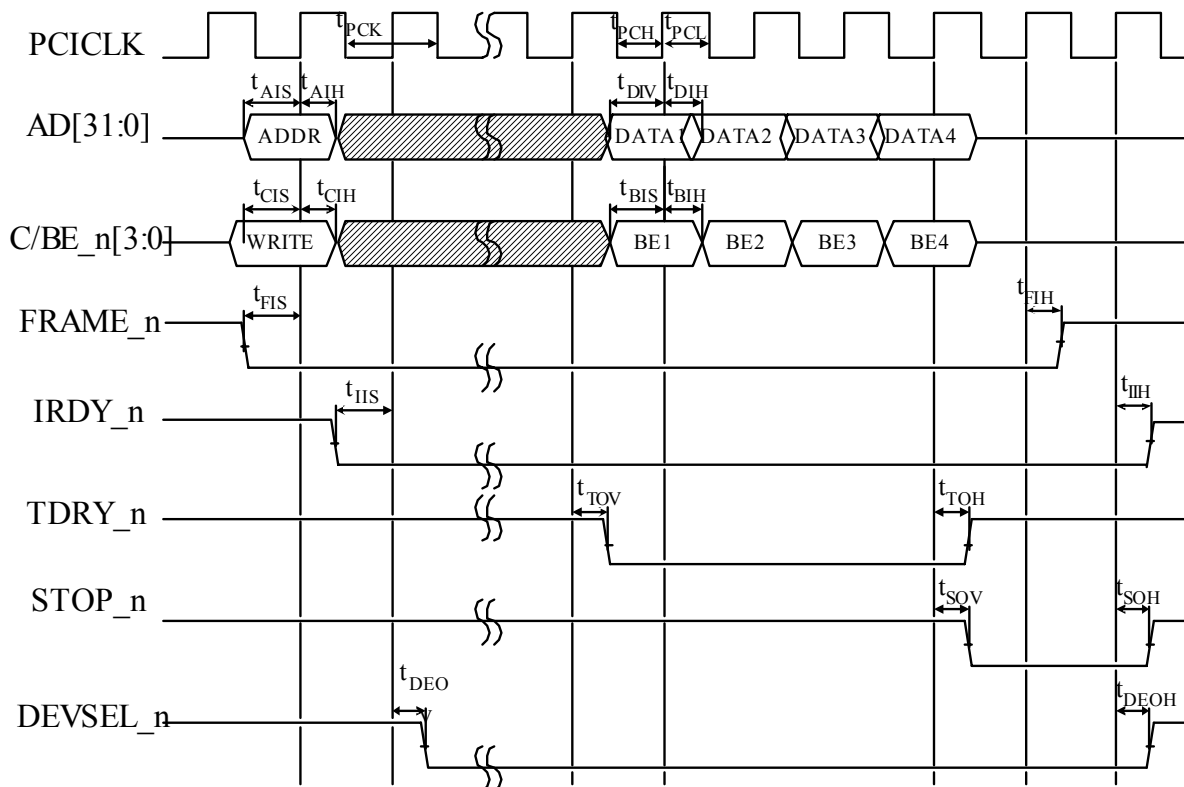 PCICLK tPCK tPCH tPCL
tAIS tAIH tDIV tDIH
AD[31:0] ADDR DATA1 DATA2 DATA3 DATA4
tCIS tCIH tBIS tBIH
C/BE_n[3:0] WRITE BE1 BE2 BE3 BE4
tFIS tFIH
FRAME_n
tIIS tIIH
IRDY_n
tTOV tTOH
TDRY_n
tSOV tSOH
STOP_n
tDEOV tDEOH
DEVSEL_n